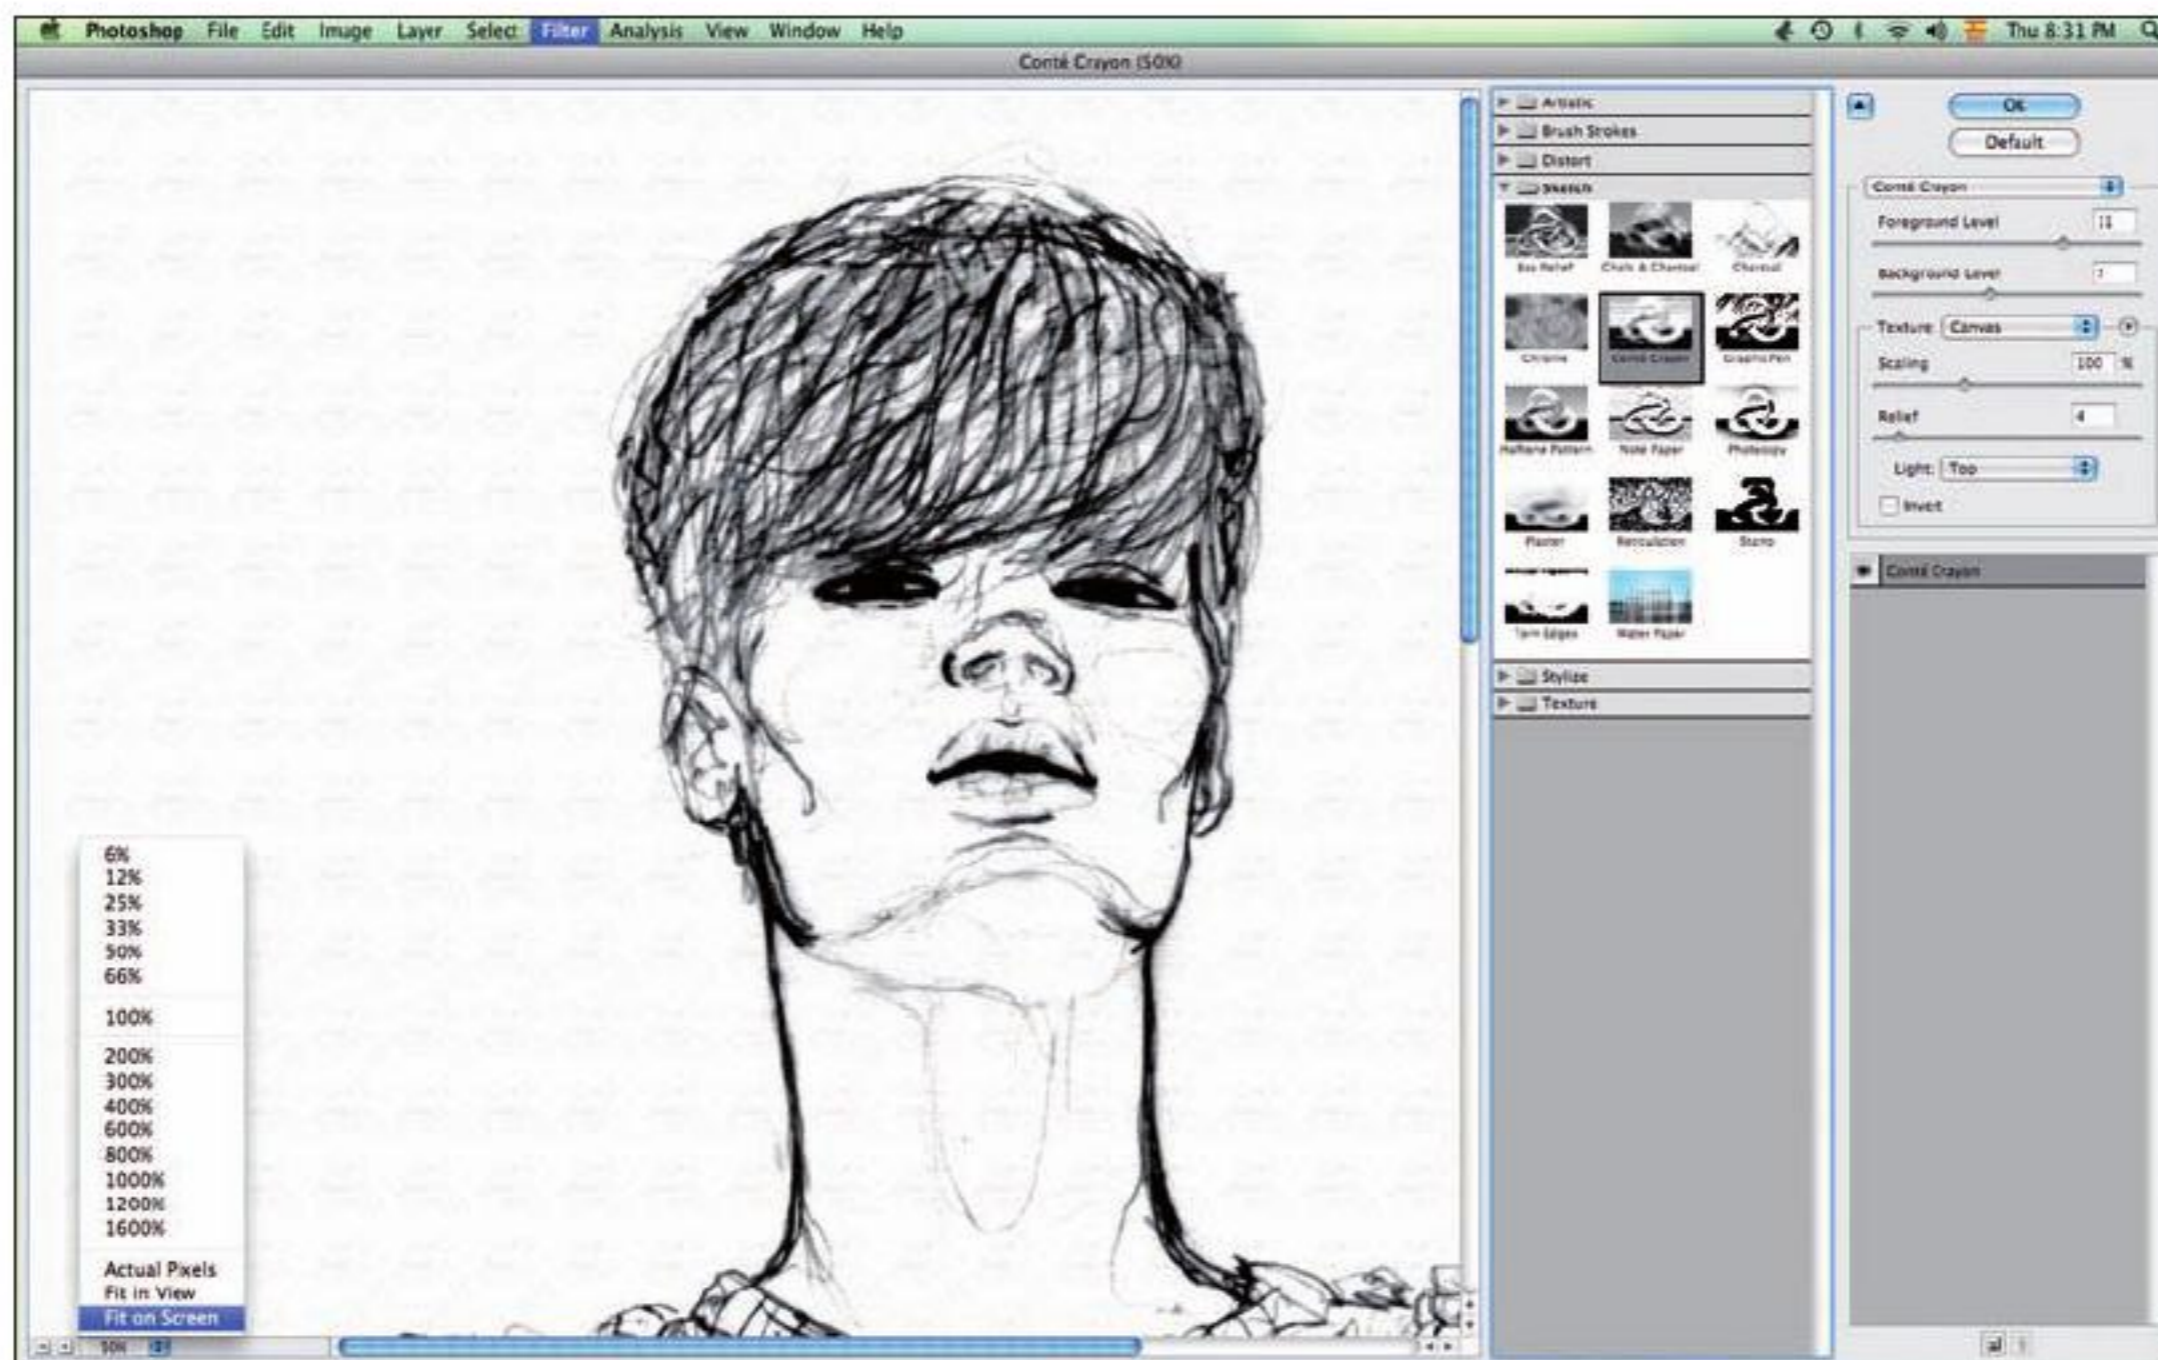 Photoshop File Edit Image Layer Select Filter Analysis View Window Help Thu 8:31 PM
Conté Crayon (50%)
Artistic
Brush Strokes
Distort
Sketch
Bas Relief Chalk & Charcoal Charcoal
Chrome Conté Crayon Graphic Pen
Halftone Pattern Note Paper Photocopy
Plaster Reticulation Stamp
Torn Edges Water Paper
Stylize
Texture
OK
Default
Conté Crayon
Foreground Level 11
Background Level 7
Texture Canvas
Scaling 100 %
Relief 4
Light: Top
Invert
Conté Crayon
6%
12%
25%
33%
50%
66%
100%
200%
300%
400%
600%
800%
1000%
1200%
1600%
Actual Pixels
Fit in View
Fit on Screen
50%